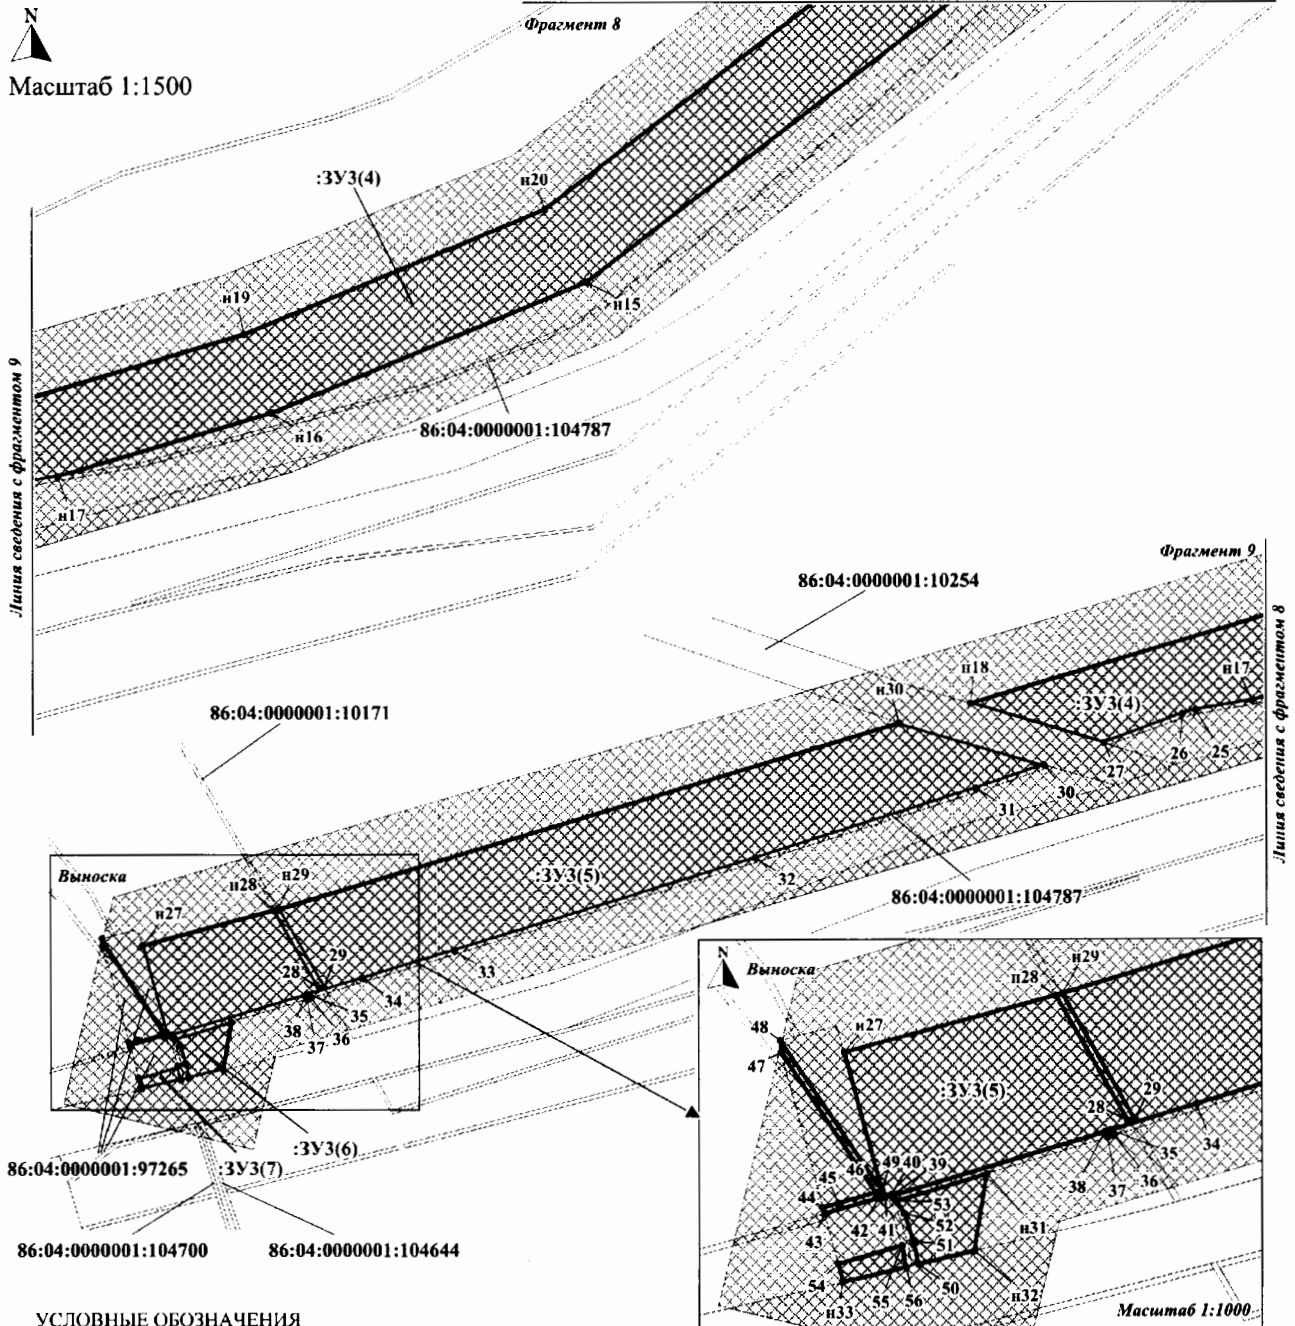 N
Масштаб 1:1500
Фрагмент 8
:ЗУ3(4)
н20
н19
н15
н16
86:04:0000001:104787
н17
Линия сведения с фрагментом 9
Фрагмент 9
86:04:0000001:10254
Линия сведения с фрагментом 8
н18
н17
н30
:ЗУ3(4)
86:04:0000001:10171
27
26
25
30
31
:ЗУ3(5)
32
86:04:0000001:104787
Выноска
н28
н29
н27
28
29
33
34
35
36
37
38
:ЗУ3(6)
86:04:0000001:97265
:ЗУ3(7)
86:04:0000001:104700
86:04:0000001:104644
N
Выноска
н28
н29
48
47
н27
:ЗУ3(5)
28
29
34
35
36
37
38
46
49
40
39
45
44
53
52
43
42
41
51
н31
54
50
н33
55
56
н32
Масштаб 1:1000
УСЛОВНЫЕ ОБОЗНАЧЕНИЯ